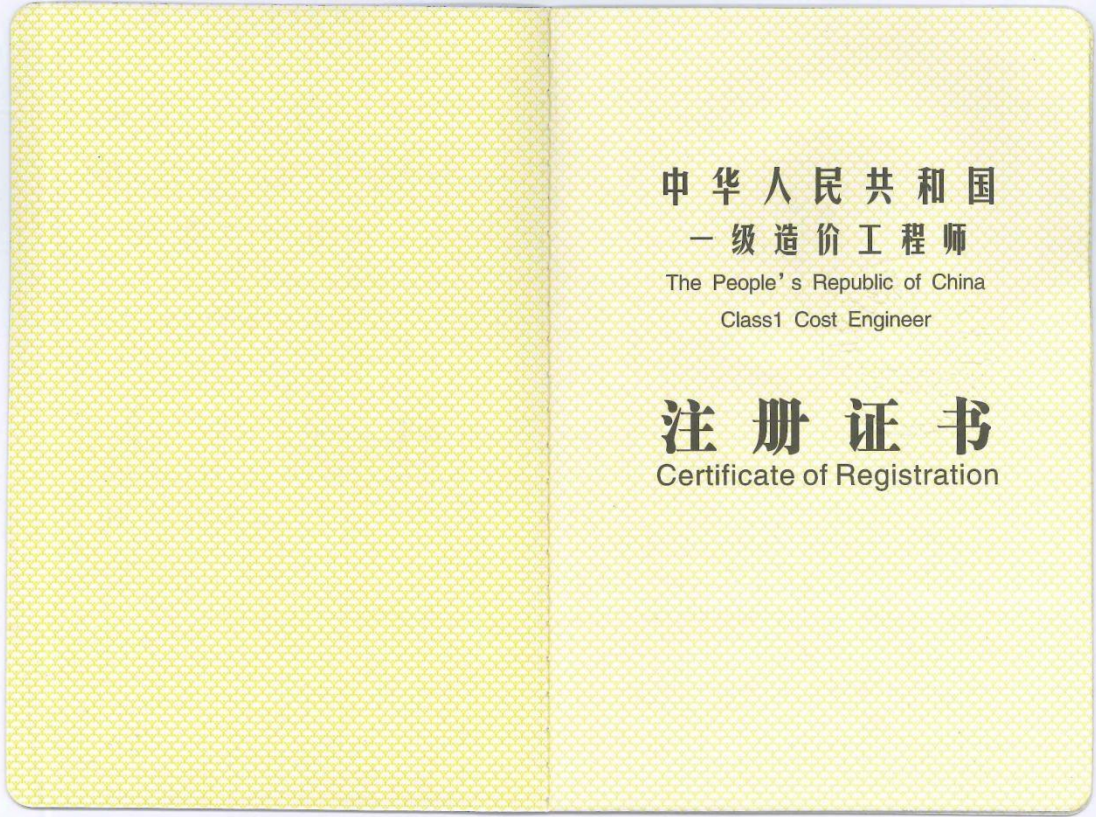 中华人民共和国
一级造价工程师
The People's Republic of China
Class1 Cost Engineer
注册证书
Certificate of Registration